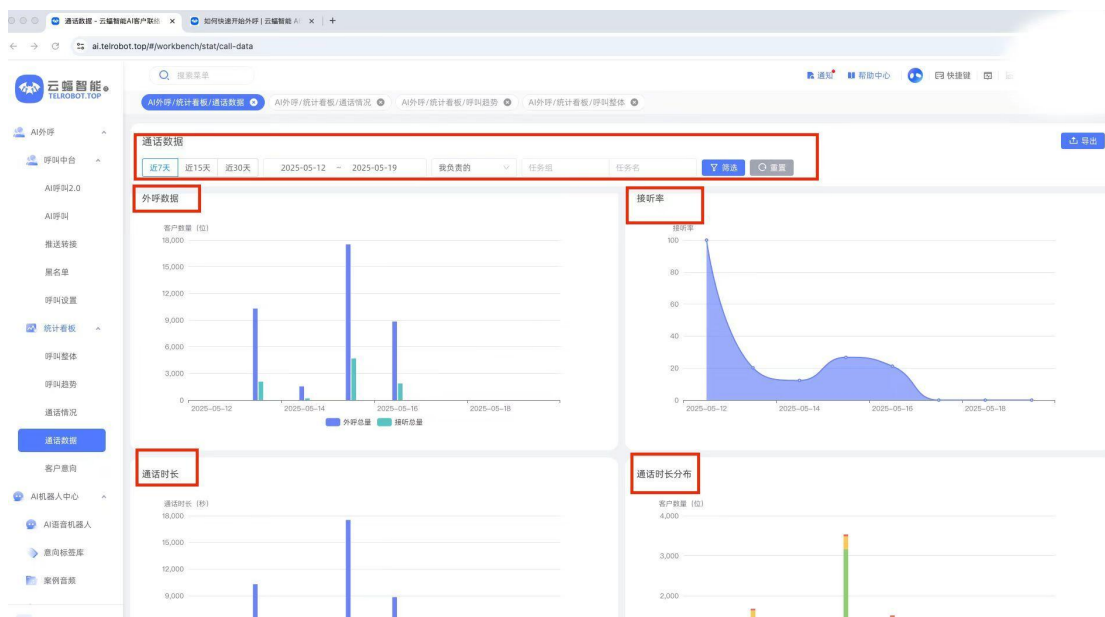 通话数据 - 云蝠智能AI客户联络 × 如何快速开始外呼 | 云蝠智能 A × +
ai.telrobot.top/#/workbench/stat/call-data
云蝠智能
TELROBOT.TOP
搜索菜单 通知 帮助中心 快捷键
AI外呼/统计看板/通话数据 AI外呼/统计看板/通话情况 AI外呼/统计看板/呼叫趋势 AI外呼/统计看板/呼叫整体
AI外呼
呼叫中台
AI呼叫2.0
AI呼叫
推送转接
黑名单
呼叫设置
统计看板
呼叫整体
呼叫趋势
通话情况
通话数据
客户意向
AI机器人中心
AI语音机器人
意向标签库
案例音频
通话数据 导出
近7天 近15天 近30天 2025-05-12 ~ 2025-05-19 我负责的 任务组 任务名 筛选 重置
外呼数据
客户数量（位）
18,000
15,000
12,000
9,000
6,000
3,000
0
2025-05-12 2025-05-14 2025-05-16 2025-05-18
外呼总量 接听总量
接听率
接听率
100
80
60
40
20
0
2025-05-12 2025-05-14 2025-05-16 2025-05-18
通话时长
通话时长（秒）
18,000
15,000
12,000
9,000
通话时长分布
客户数量（位）
4,000
3,000
2,000